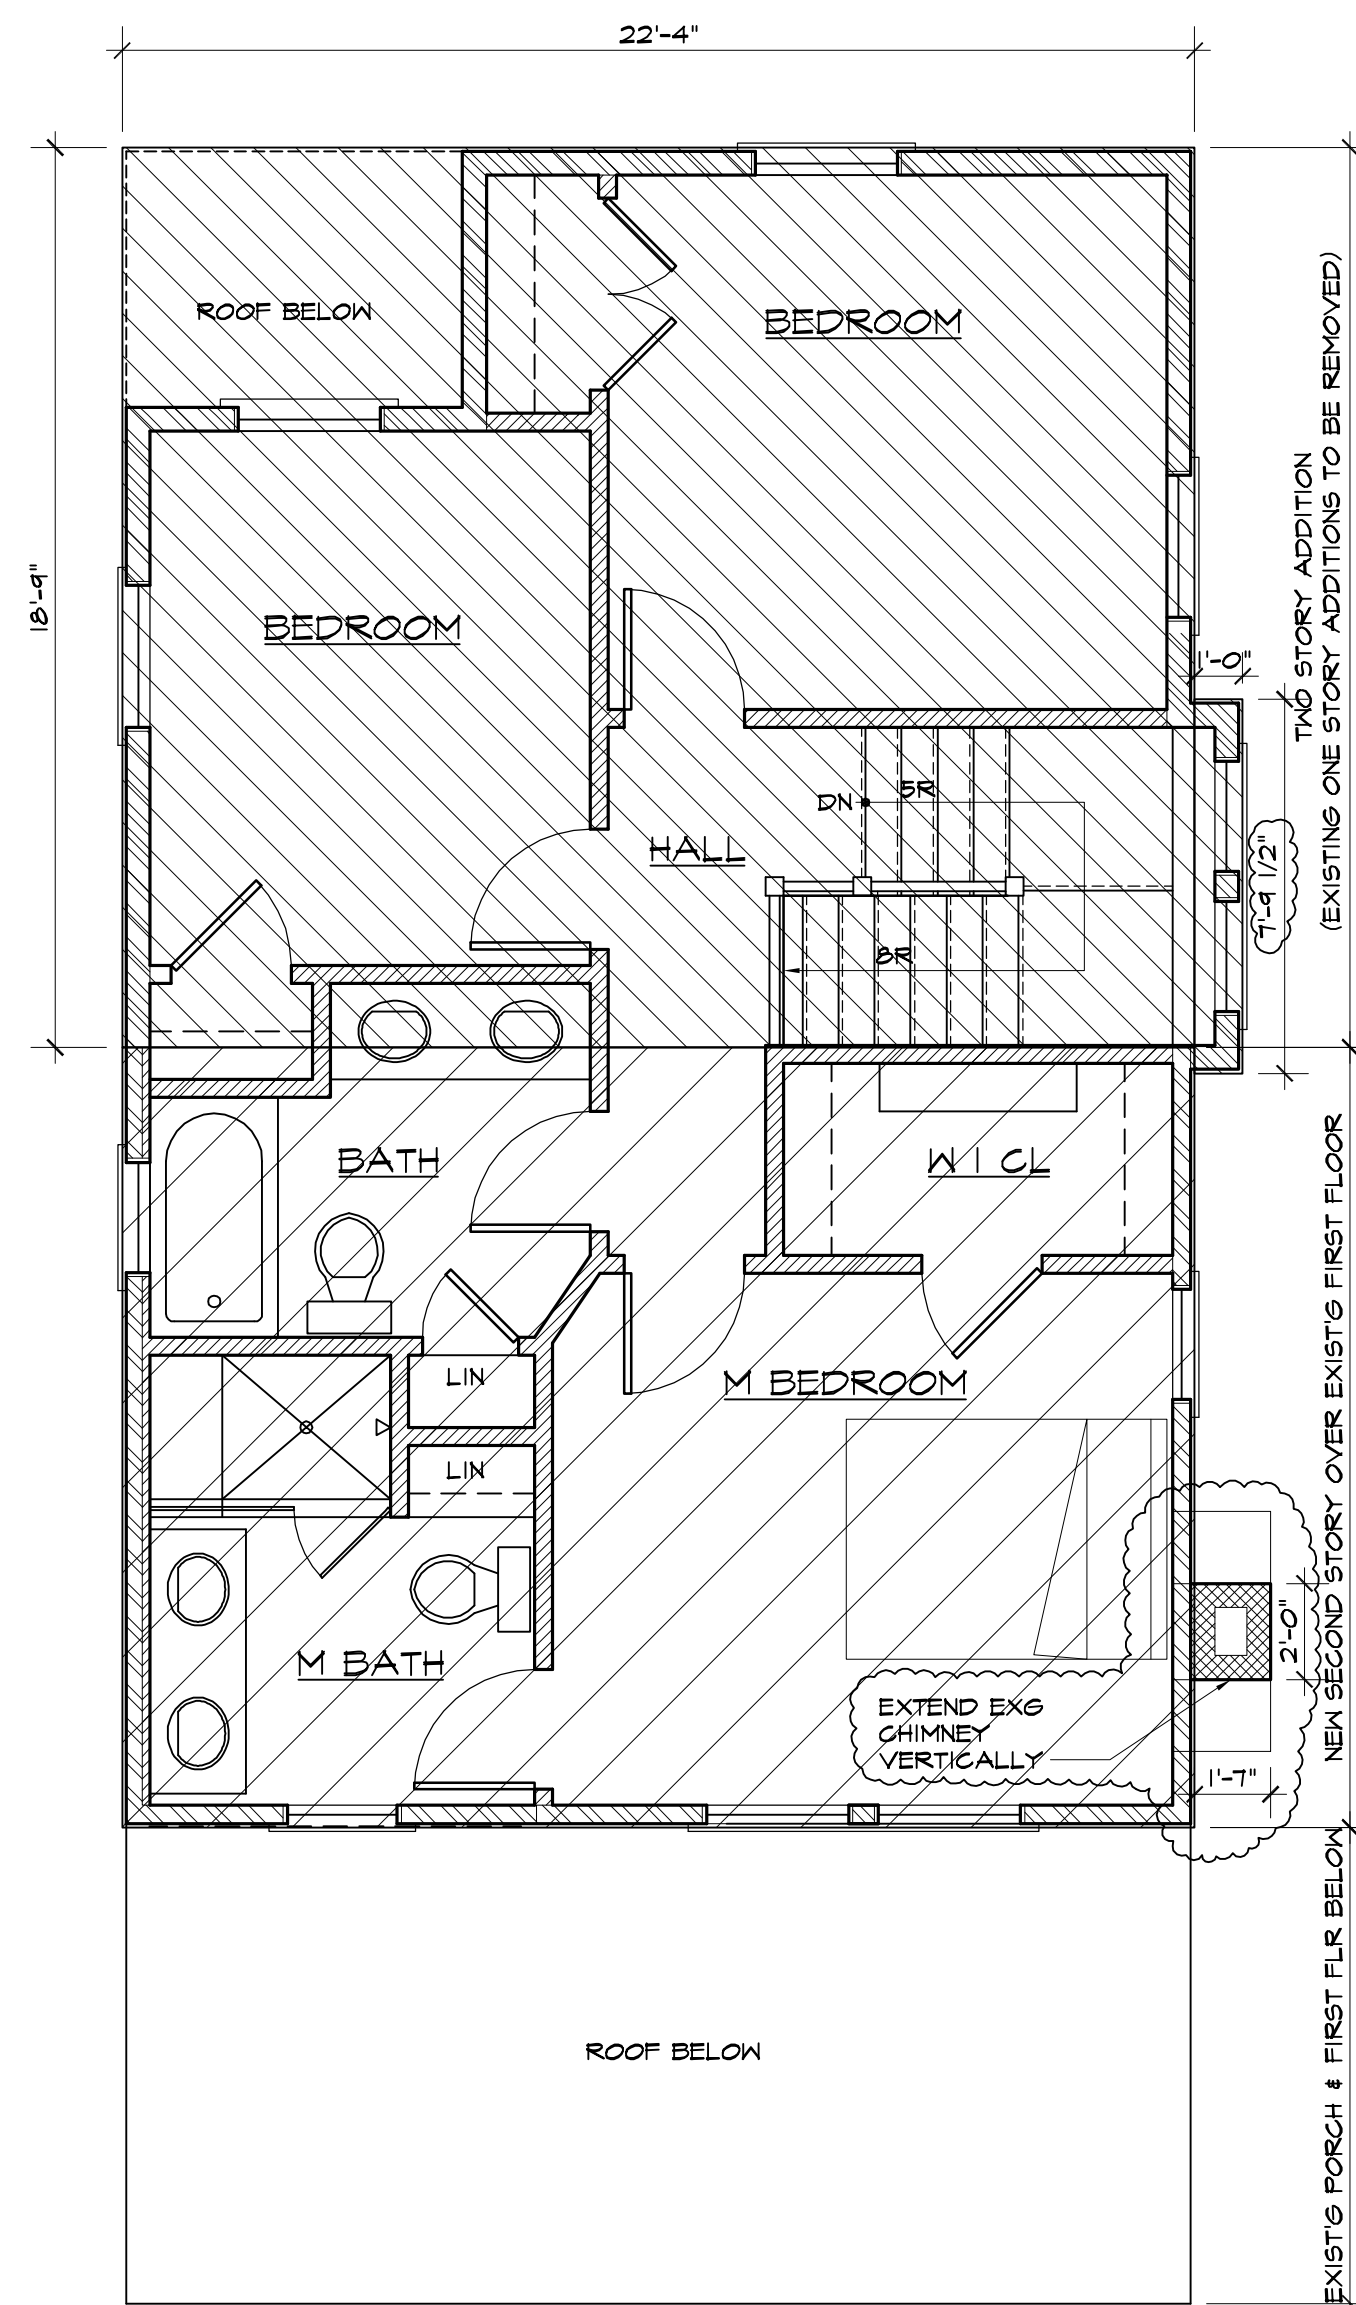 22'-4"
ROOF BELOW
BEDROOM
18'-9"
BEDROOM
TWO STORY ADDITION
(EXISTING ONE STORY ADDITIONS TO BE REMOVED)
1'-0"
5R
DN
HALL
7'-9 1/2"
8R
BATH
W I CL
LIN
M BEDROOM
LIN
NEW SECOND STORY OVER EXIST'G FIRST FLOOR
2'-0"
M BATH
EXTEND EXG
CHIMNEY
VERTICALLY
1'-7"
ROOF BELOW
EXIST'G PORCH & FIRST FLR BELOW